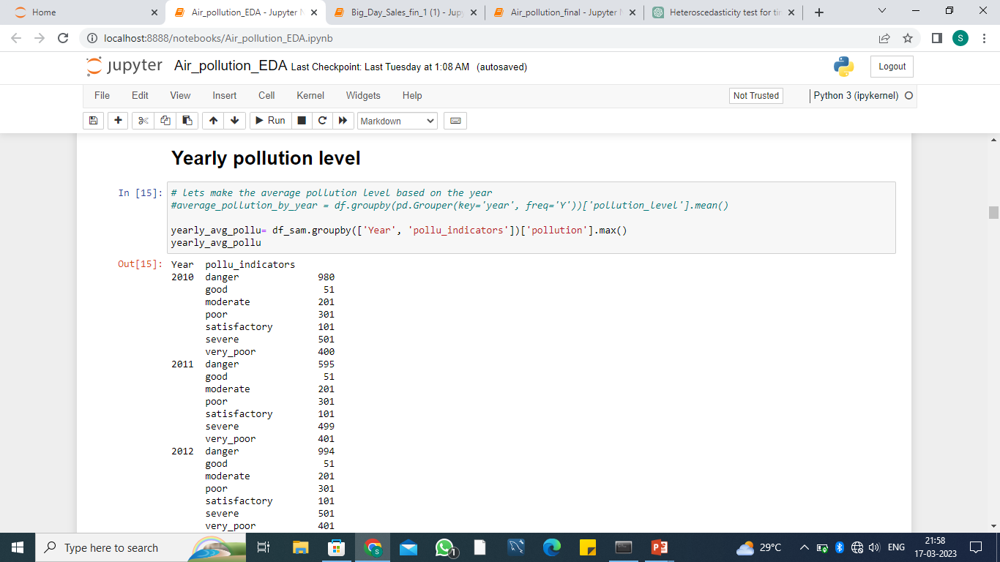 Home
Air_pollution_EDA - Jupyter N
Big_Day_Sales_fin_1 (1) - Jupy
Air_pollution_final - Jupyter N
Heteroscedasticity test for tim
localhost:8888/notebooks/Air_pollution_EDA.ipynb
S
jupyter Air_pollution_EDA Last Checkpoint: Last Tuesday at 1:08 AM (autosaved)
Logout
File Edit View Insert Cell Kernel Widgets Help
Not Trusted
Python 3 (ipykernel)
Run
Markdown
Yearly pollution level
In [15]:
# lets make the average pollution level based on the year
#average_pollution_by_year = df.groupby(pd.Grouper(key='year', freq='Y'))['pollution_level'].mean()
yearly_avg_pollu= df_sam.groupby(['Year', 'pollu_indicators'])['pollution'].max()
yearly_avg_pollu
Out[15]: Year pollu_indicators
2010 danger 980
good 51
moderate 201
poor 301
satisfactory 101
severe 501
very_poor 400
2011 danger 595
good 51
moderate 201
poor 301
satisfactory 101
severe 499
very_poor 401
2012 danger 994
good 51
moderate 201
poor 301
satisfactory 101
severe 501
very_poor 401
Type here to search
S
1
29°C
ENG
21:58
17-03-2023